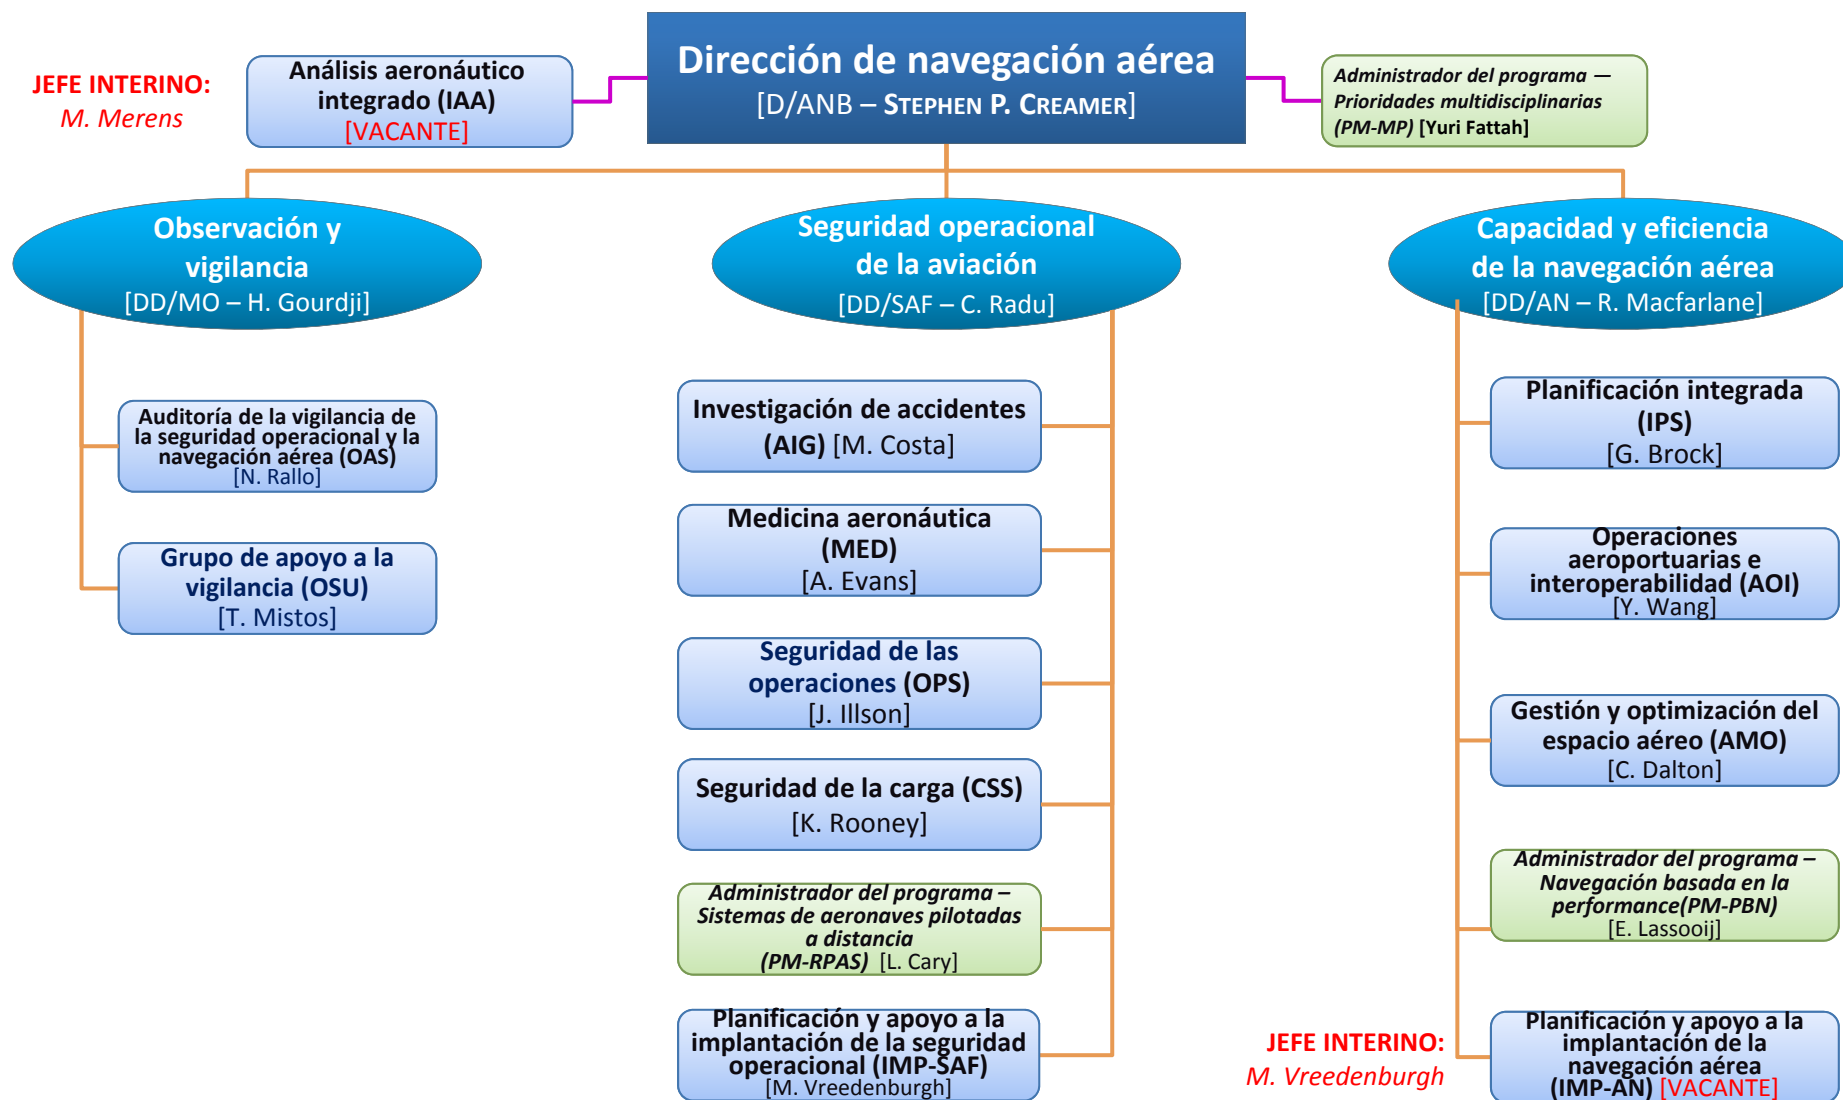 Dirección de navegación aérea
[D/ANB – STEPHEN P. CREAMER]
JEFE INTERINO:
M. Merens
Análisis aeronáutico
integrado (IAA)
[VACANTE]
Administrador del programa —
Prioridades multidisciplinarias
(PM-MP) [Yuri Fattah]
Observación y
vigilancia
[DD/MO – H. Gourdji]
Auditoría de la vigilancia de
la seguridad operacional y la
navegación aérea (OAS)
[N. Rallo]
Grupo de apoyo a la
vigilancia (OSU)
[T. Mistos]
Seguridad operacional
de la aviación
[DD/SAF – C. Radu]
Investigación de accidentes
(AIG) [M. Costa]
Medicina aeronáutica
(MED)
[A. Evans]
Seguridad de las
operaciones (OPS)
[J. Illson]
Seguridad de la carga (CSS)
[K. Rooney]
Administrador del programa –
Sistemas de aeronaves pilotadas
a distancia
(PM-RPAS) [L. Cary]
Planificación y apoyo a la
implantación de la seguridad
operacional (IMP-SAF)
[M. Vreedenburgh]
Capacidad y eficiencia
de la navegación aérea
[DD/AN – R. Macfarlane]
Planificación integrada
(IPS)
[G. Brock]
Operaciones
aeroportuarias e
interoperabilidad (AOI)
[Y. Wang]
Gestión y optimización del
espacio aéreo (AMO)
[C. Dalton]
Administrador del programa –
Navegación basada en la
performance(PM-PBN)
[E. Lassooij]
JEFE INTERINO:
M. Vreedenburgh
Planificación y apoyo a la
implantación de la
navegación aérea
(IMP-AN) [VACANTE]